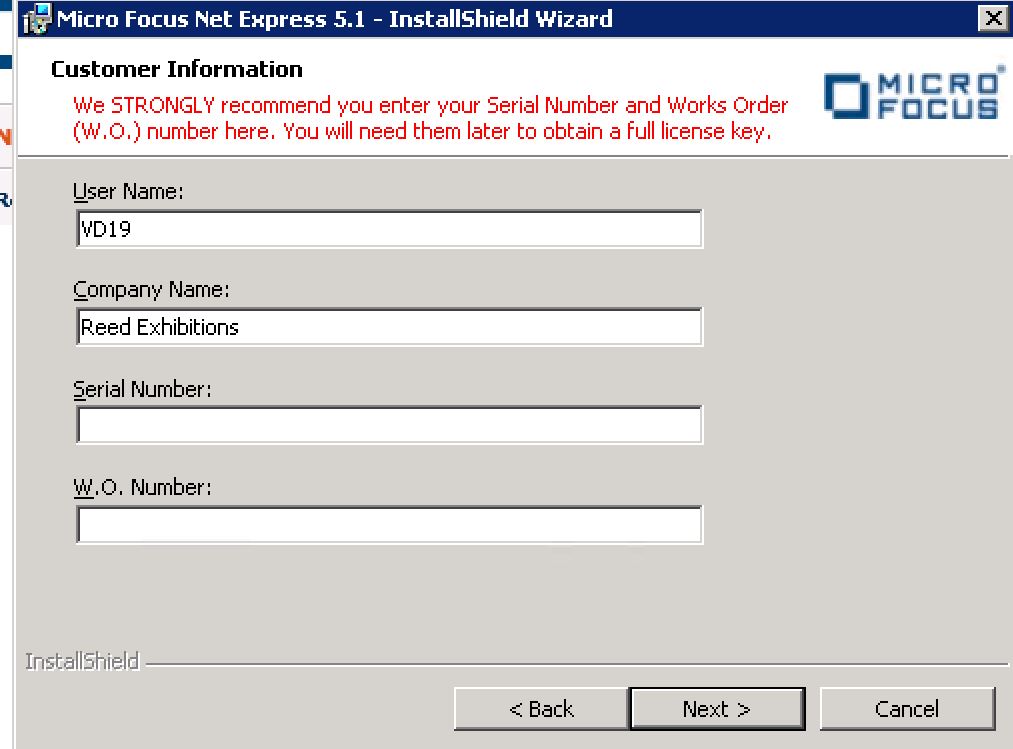 Micro Focus Net Express 5.1 - InstallShield Wizard
Customer Information
We STRONGLY recommend you enter your Serial Number and Works Order
(W.O.) number here. You will need them later to obtain a full license key.
MICRO
FOCUS
User Name:
VD19
Company Name:
Reed Exhibitions
Serial Number:
W.O. Number:
InstallShield
< Back
Next >
Cancel